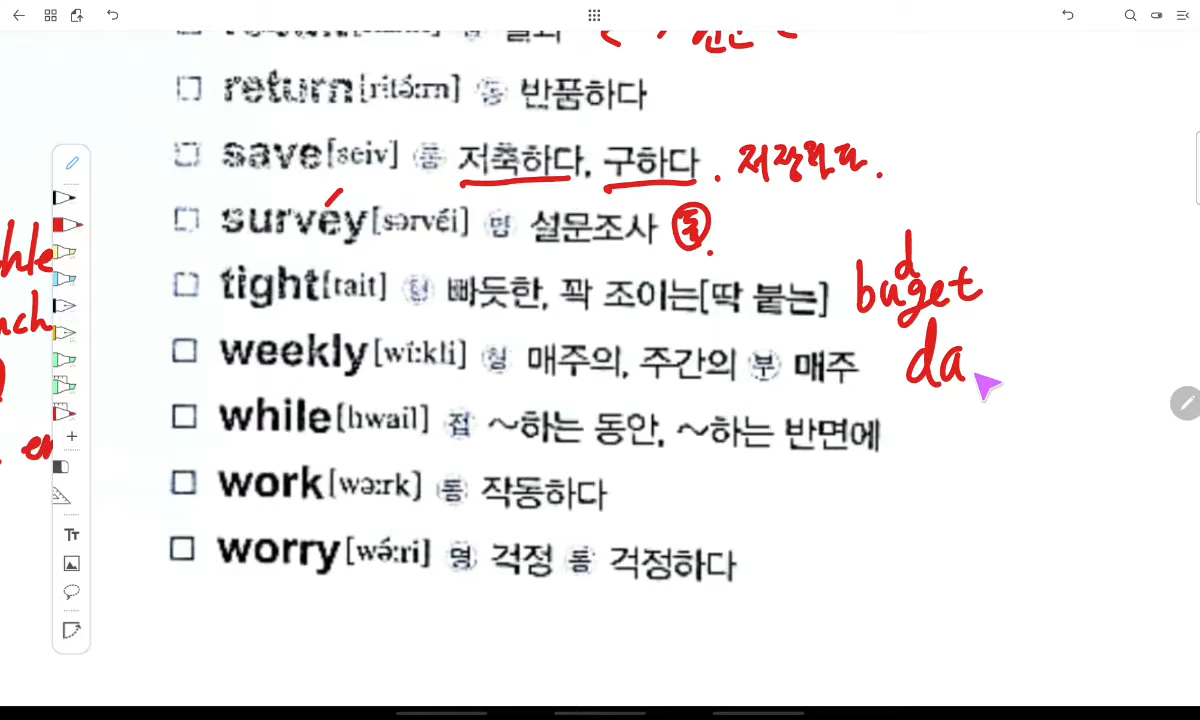 return[ritə́ːrn] 동 반품하다
save[seiv] 동 저축하다, 구하다. 저장하다.
survey[sərvéi] 명 설문조사 동.
tight[tait] 형 빠듯한, 꽉 조이는[딱 붙는] budget
weekly[wíːkli] 형 매주의, 주간의 부 매주 da
while[hwail] 접 ~하는 동안, ~하는 반면에
work[wəːrk] 동 작동하다
worry[wə́ːri] 명 걱정 동 걱정하다
Tт